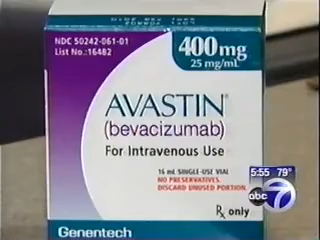 NDC 50242-061-01
List No.: 16482
400mg
25 mg/mL
AVASTIN®
(bevacizumab)
For Intravenous Use
16 mL SINGLE-USE VIAL
NO PRESERVATIVES.
DISCARD UNUSED PORTION
Rx only
Genentech
5:55 79°
abc 7